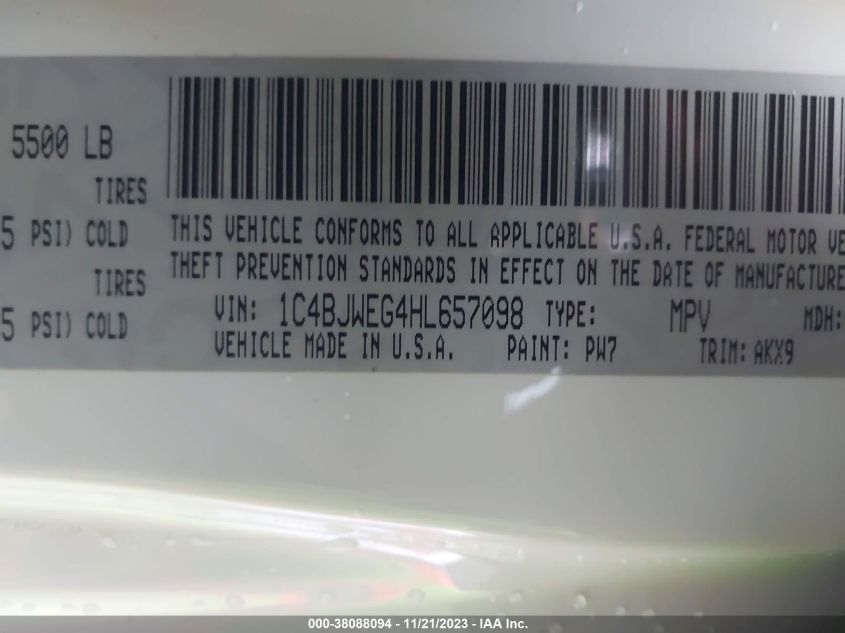 5500 LB
TIRES
5 PSI) COLD
TIRES
5 PSI) COLD
THIS VEHICLE CONFORMS TO ALL APPLICABLE U.S.A. FEDERAL MOTOR VE
THEFT PREVENTION STANDARDS IN EFFECT ON THE DATE OF MANUFACTURE
VIN: 1C4BJWEG4HL657098 TYPE: MPV MDH:
VEHICLE MADE IN U.S.A. PAINT: PW7 TRIM: AKX9
000-38088094 - 11/21/2023 - IAA Inc.